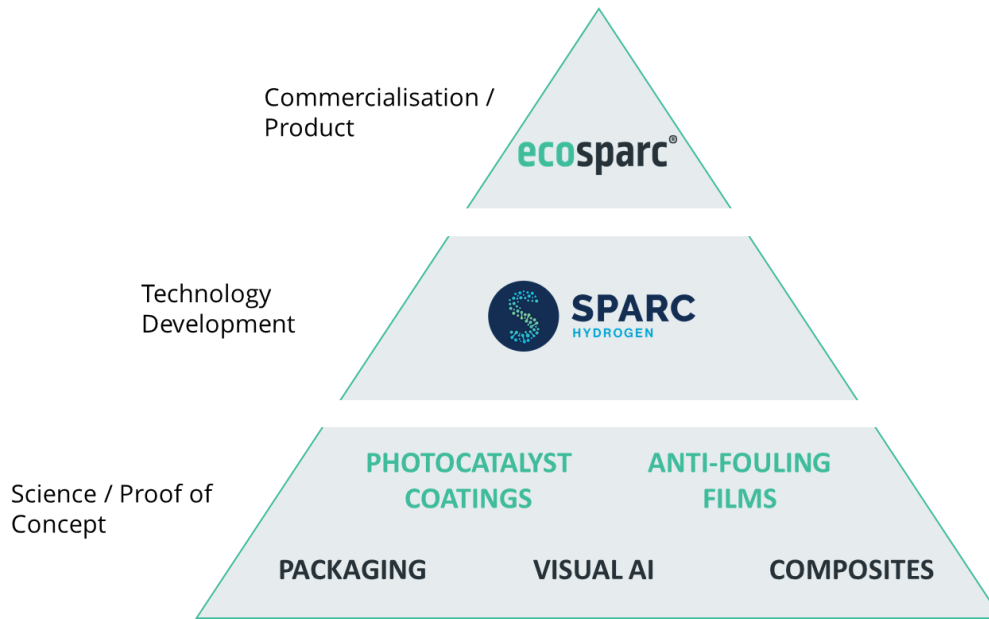 Commercialisation /
Product
ecosparc®
Technology
Development
SPARC
HYDROGEN
Science / Proof of
Concept
PHOTOCATALYST
COATINGS
ANTI-FOULING
FILMS
PACKAGING
VISUAL AI
COMPOSITES